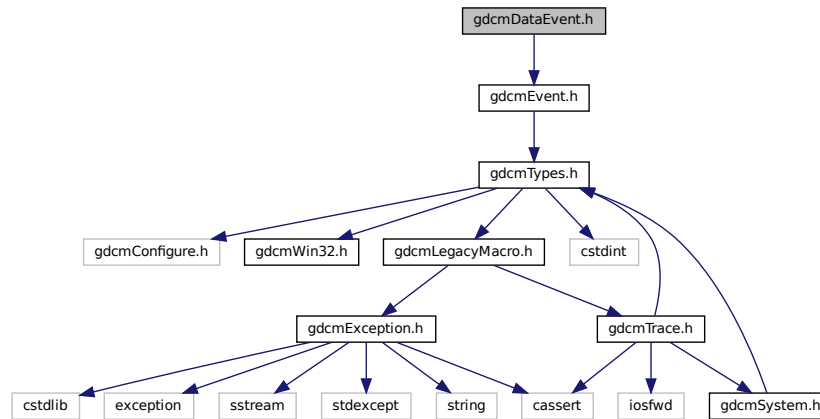 gdcmDataEvent.h
gdcmEvent.h
gdcmTypes.h
gdcmConfigure.h
gdcmWin32.h
gdcmLegacyMacro.h
cstdint
gdcmException.h
gdcmTrace.h
cstdlib
exception
sstream
stdexcept
string
cassert
iosfwd
gdcmSystem.h